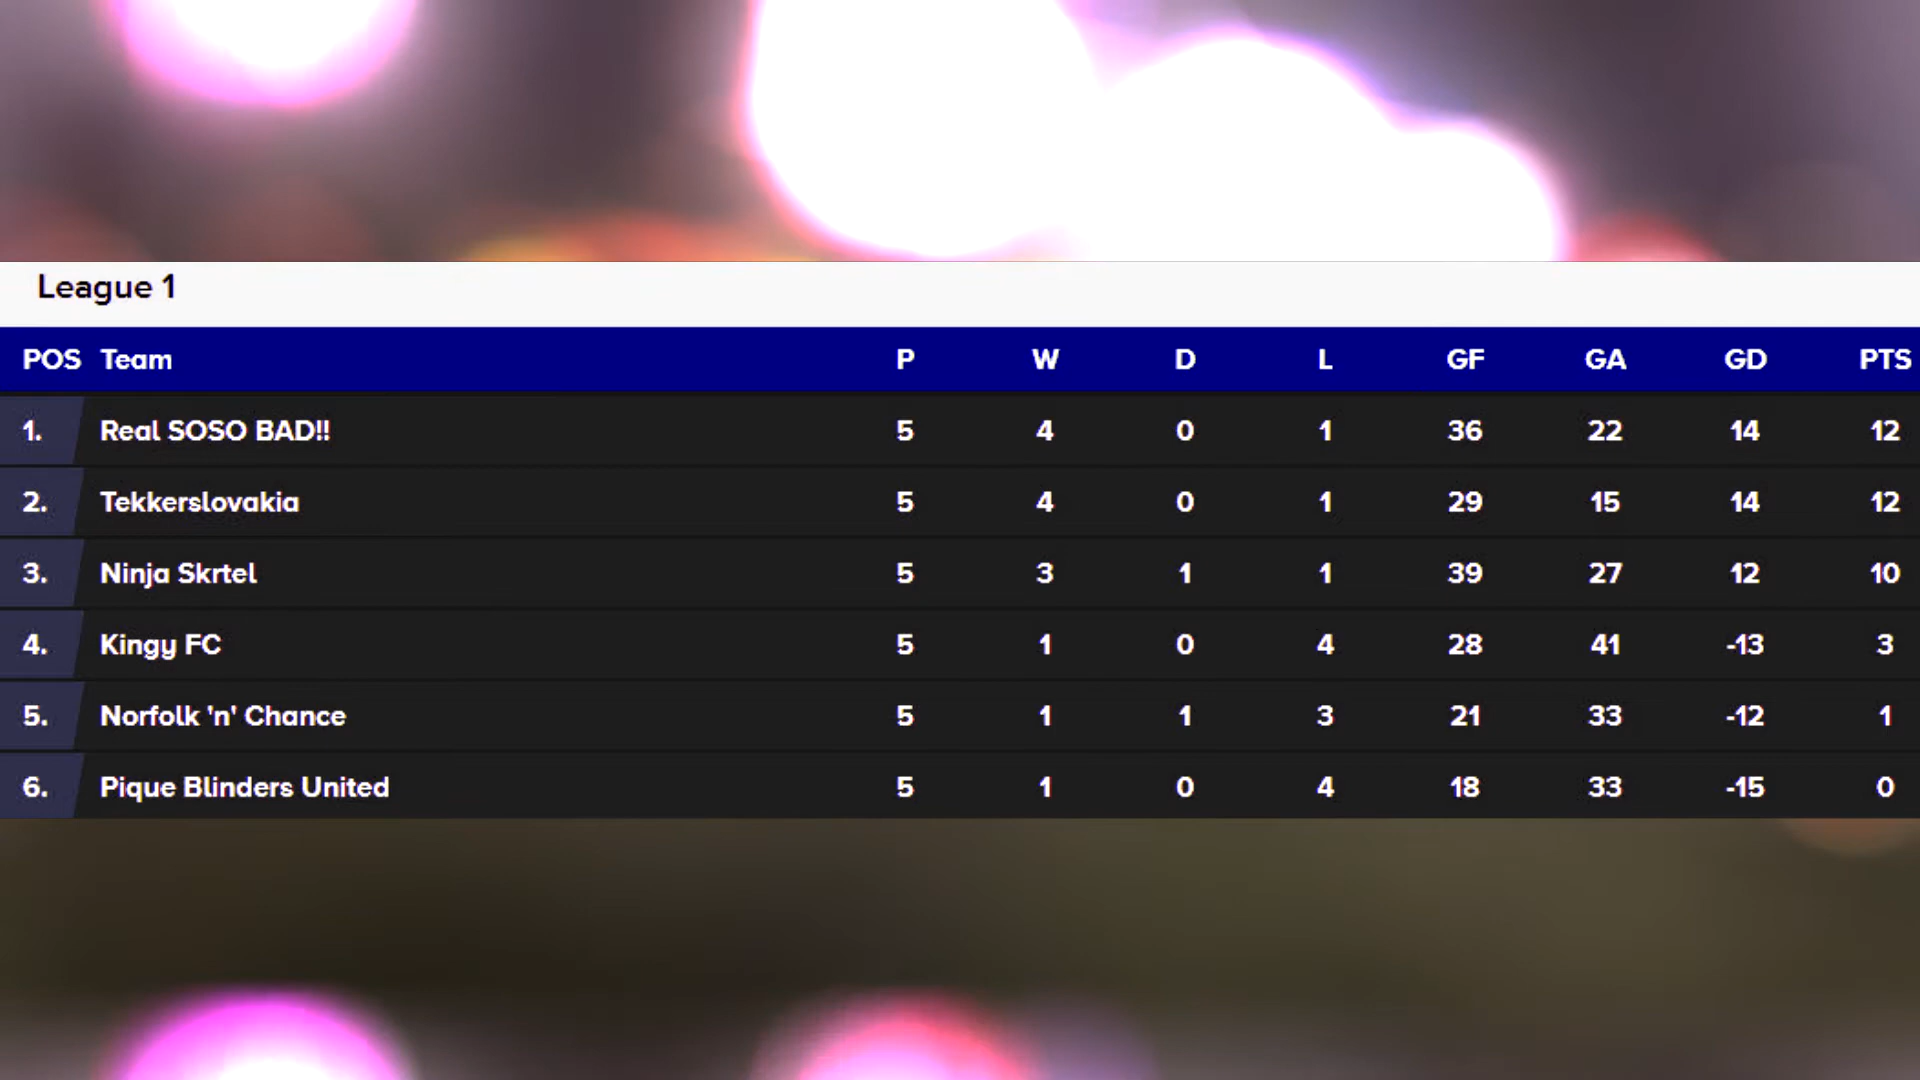 League 1
POS Team P W D L GF GA GD PTS
1. Real SOSO BAD!! 5 4 0 1 36 22 14 12
2. Tekkerslovakia 5 4 0 1 29 15 14 12
3. Ninja Skrtel 5 3 1 1 39 27 12 10
4. Kingy FC 5 1 0 4 28 41 -13 3
5. Norfolk 'n' Chance 5 1 1 3 21 33 -12 1
6. Pique Blinders United 5 1 0 4 18 33 -15 0